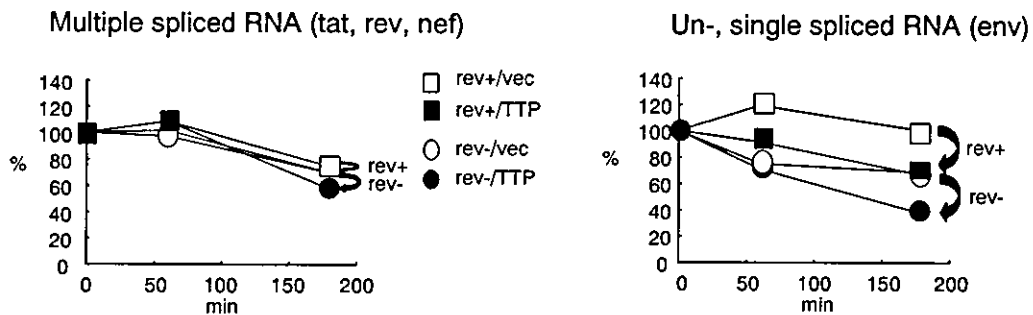 Multiple spliced RNA (tat, rev, nef)
140
120
100
%
80
60
40
20
0
0
50
100
150
200
min
rev+
rev-
rev+/vec
rev+/TTP
rev-/vec
rev-/TTP
Un-, single spliced RNA (env)
140
120
100
%
80
60
40
20
0
0
50
100
150
200
min
rev+
rev-